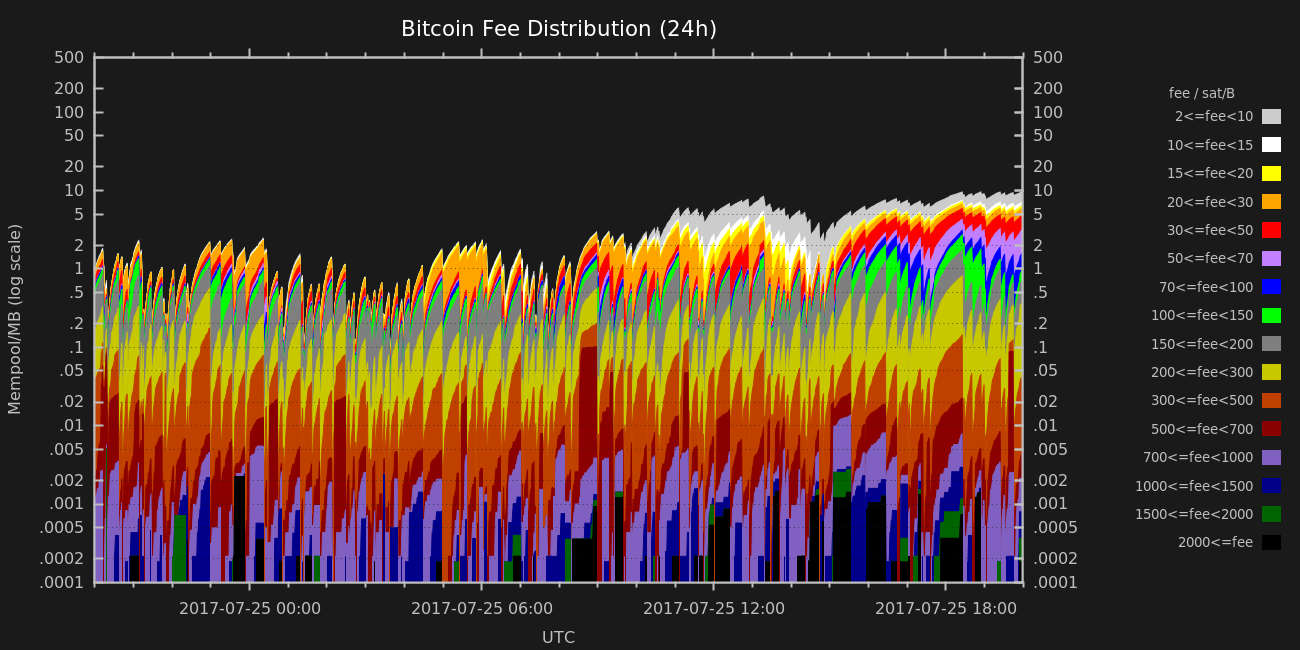 Bitcoin Fee Distribution (24h)
Mempool/MB (log scale)
500
200
100
50
20
10
5
2
1
.5
.2
.1
.05
.02
.01
.005
.002
.001
.0005
.0002
.0001
500
200
100
50
20
10
5
2
1
.5
.2
.1
.05
.02
.01
.005
.002
.001
.0005
.0002
.0001
2017-07-25 00:00
2017-07-25 06:00
2017-07-25 12:00
2017-07-25 18:00
UTC
fee / sat/B
2<=fee<10
10<=fee<15
15<=fee<20
20<=fee<30
30<=fee<50
50<=fee<70
70<=fee<100
100<=fee<150
150<=fee<200
200<=fee<300
300<=fee<500
500<=fee<700
700<=fee<1000
1000<=fee<1500
1500<=fee<2000
2000<=fee